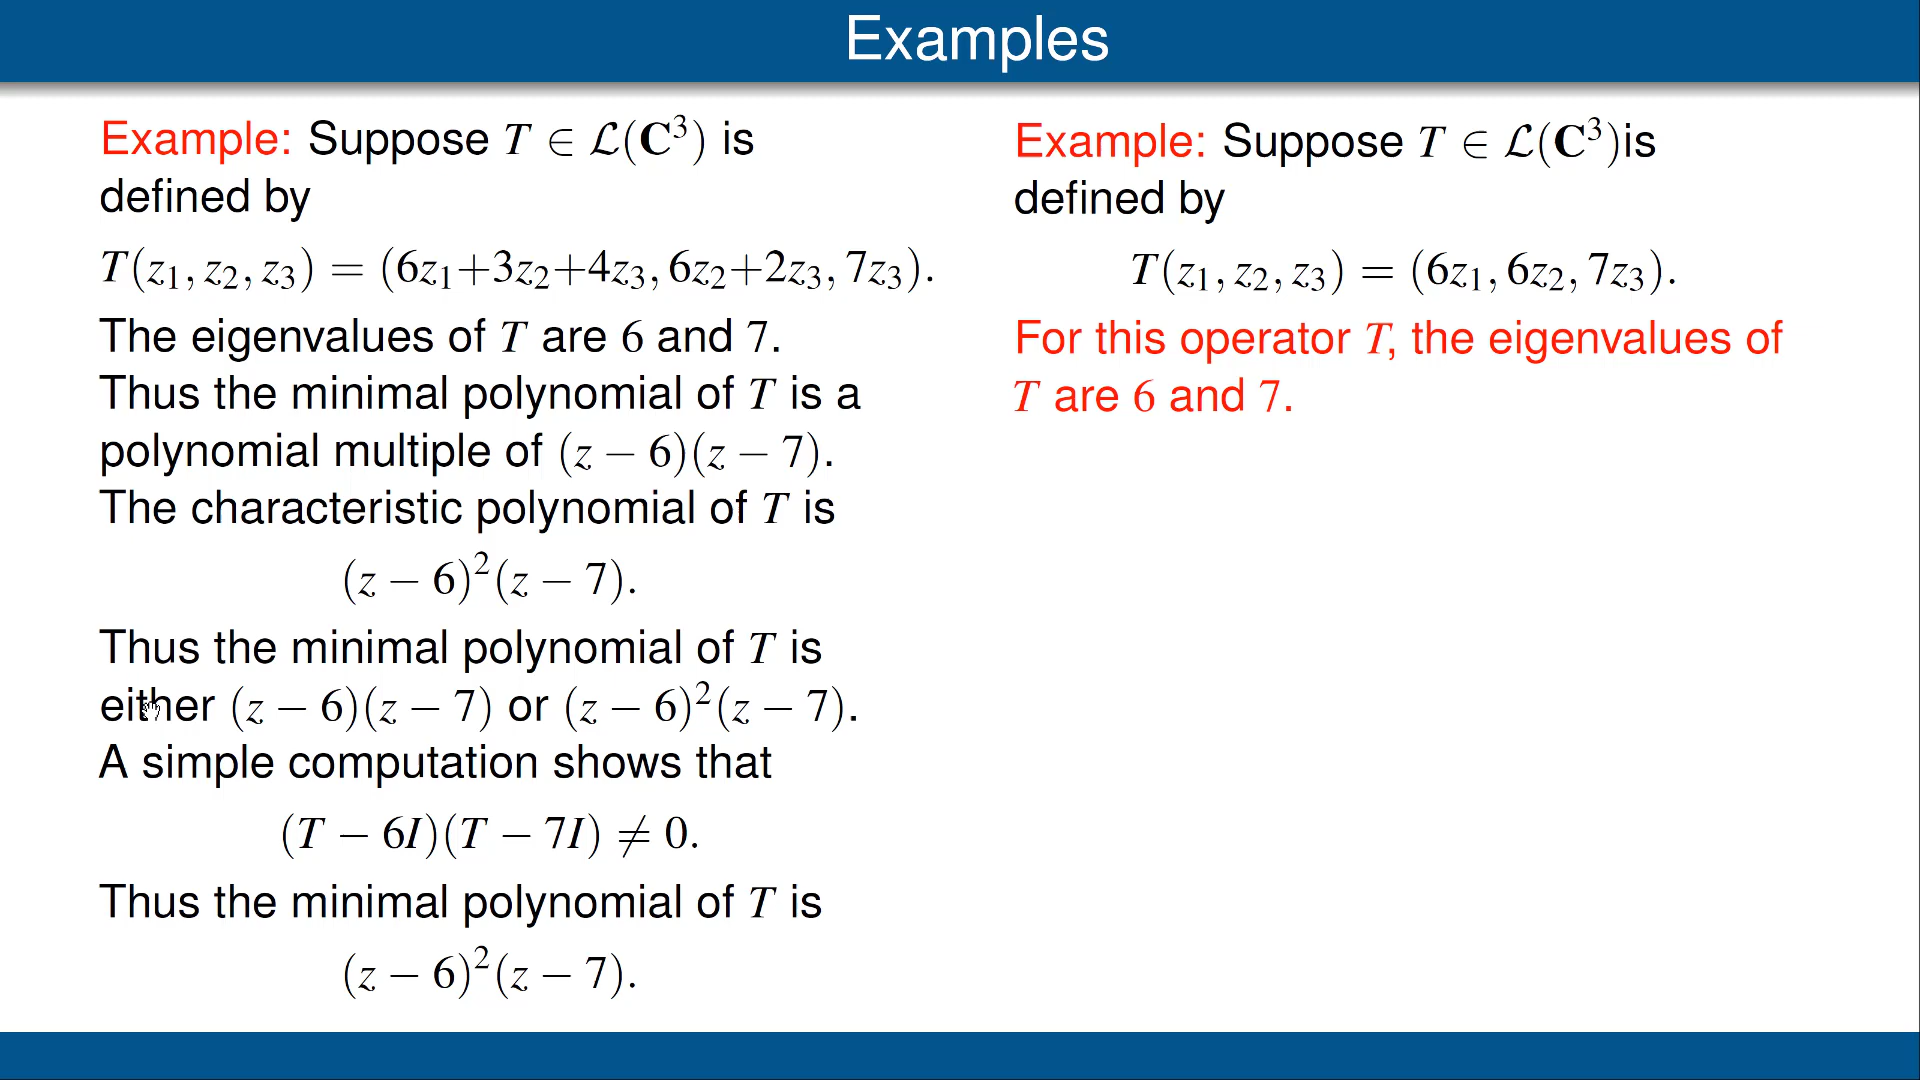 Examples
Example: Suppose T ∈ ℒ(C³) is
defined by
T(z₁, z₂, z₃) = (6z₁+3z₂+4z₃, 6z₂+2z₃, 7z₃).
The eigenvalues of T are 6 and 7.
Thus the minimal polynomial of T is a
polynomial multiple of (z − 6)(z − 7).
The characteristic polynomial of T is
(z − 6)²(z − 7).
Thus the minimal polynomial of T is
either (z − 6)(z − 7) or (z − 6)²(z − 7).
A simple computation shows that
(T − 6I)(T − 7I) ≠ 0.
Thus the minimal polynomial of T is
(z − 6)²(z − 7).
Example: Suppose T ∈ ℒ(C³)is
defined by
T(z₁, z₂, z₃) = (6z₁, 6z₂, 7z₃).
For this operator T, the eigenvalues of
T are 6 and 7.